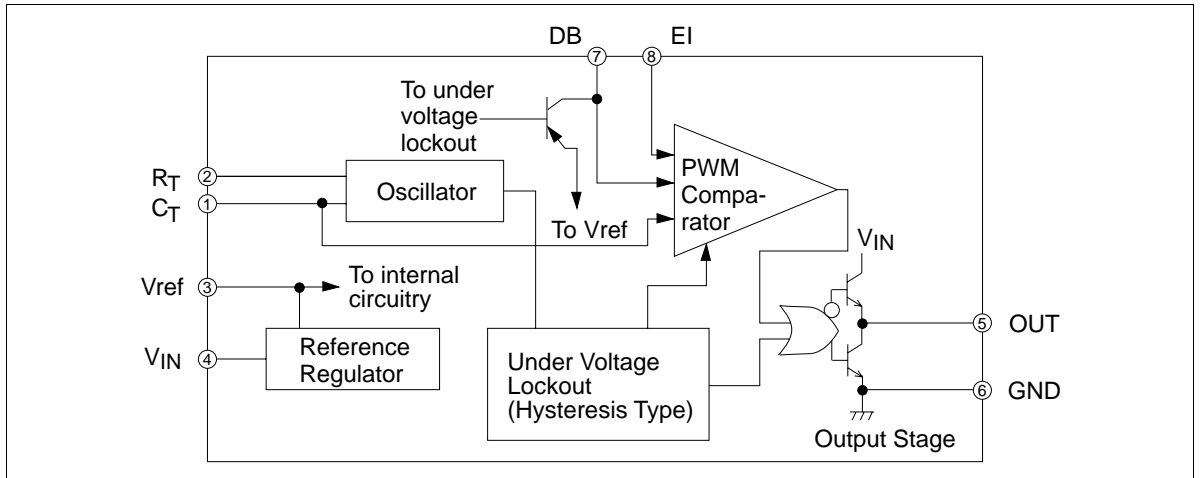 DB
EI
7
8
To under
voltage
lockout
PWM
Compa-
rator
RT
2
Oscillator
CT
1
To Vref
VIN
Vref
3
To internal
circuitry
5
OUT
VIN
4
Reference
Regulator
Under Voltage
Lockout
(Hysteresis Type)
6
GND
Output Stage